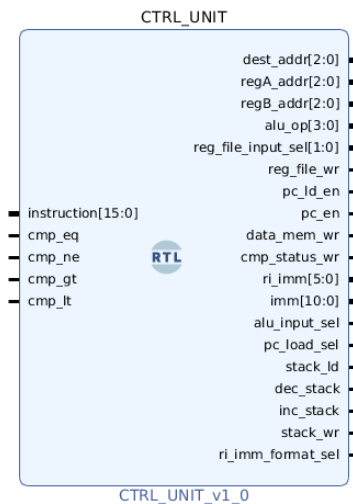 CTRL_UNIT
dest_addr[2:0]
regA_addr[2:0]
regB_addr[2:0]
alu_op[3:0]
reg_file_input_sel[1:0]
reg_file_wr
pc_ld_en
instruction[15:0] pc_en
cmp_eq data_mem_wr
cmp_ne RTL cmp_status_wr
cmp_gt ri_imm[5:0]
cmp_lt imm[10:0]
alu_input_sel
pc_load_sel
stack_ld
dec_stack
inc_stack
stack_wr
ri_imm_format_sel
CTRL_UNIT_v1_0